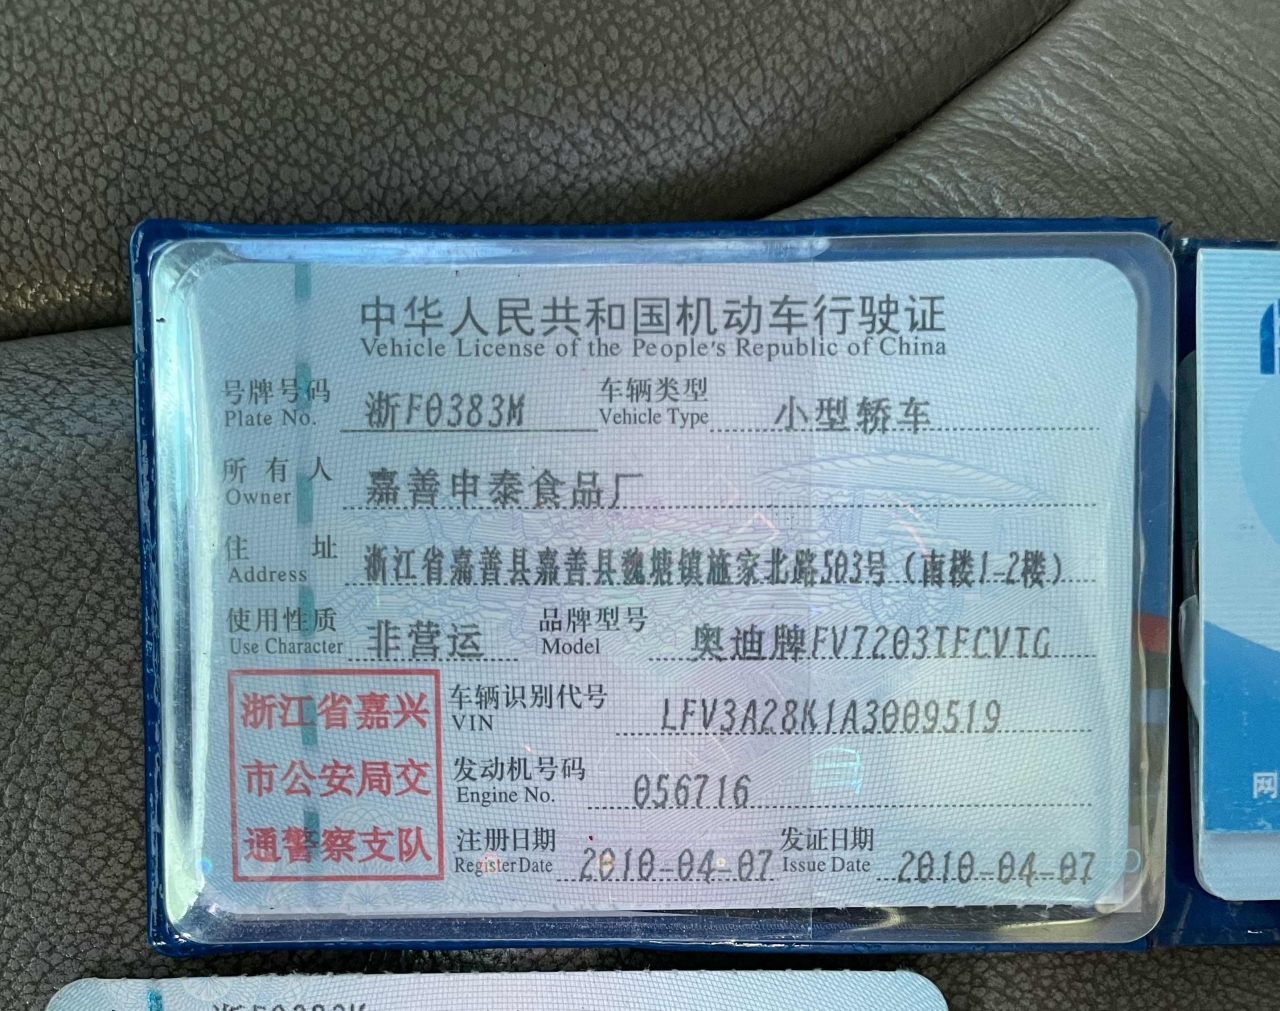 中华人民共和国机动车行驶证
Vehicle License of the People's Republic of China
号牌号码 浙F0383M 车辆类型 小型轿车
Plate No. Vehicle Type
所有人 嘉善申泰食品厂
Owner
住址 浙江省嘉善县嘉善县魏塘镇施家北路503号（南楼1-2楼）
Address
使用性质 非营运 品牌型号 奥迪牌FV7203TFCVTG
Use Character Model
浙江省嘉兴
市公安局交
通警察支队
车辆识别代号 LFV3A28K1A3009519
VIN
发动机号码 056716
Engine No.
注册日期 2010-04-07 发证日期 2010-04-07
Register Date Issue Date
网
浙F0383M